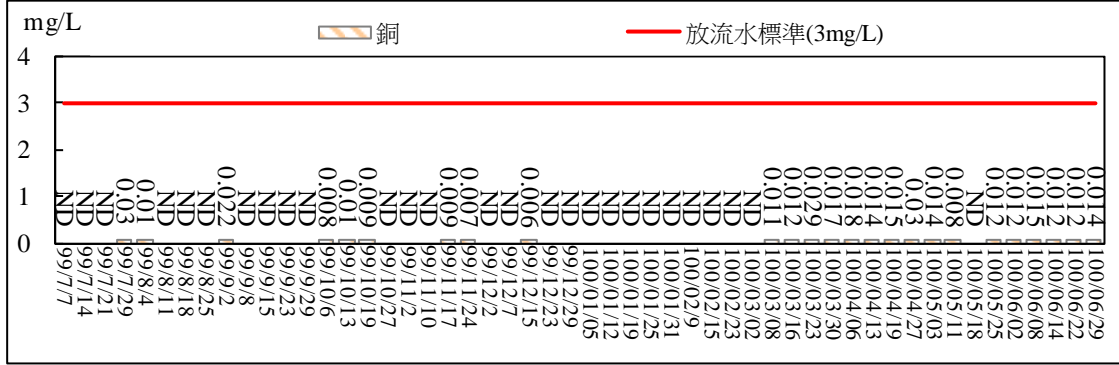 mg/L
銅
放流水標準(3mg/L)
4
3
2
1
0
ND
ND
ND
0.03
0.01
ND
ND
ND
0.022
ND
ND
ND
ND
0.008
0.01
0.009
ND
ND
ND
0.009
0.007
ND
ND
0.006
ND
ND
ND
ND
ND
ND
ND
ND
ND
ND
ND
0.011
0.012
0.029
0.017
0.018
0.014
0.015
0.03
0.014
0.008
ND
0.012
0.012
0.015
0.012
0.012
0.014
99/7/7
99/7/14
99/7/21
99/7/29
99/8/4
99/8/11
99/8/18
99/8/25
99/9/2
99/9/8
99/9/15
99/9/23
99/9/29
99/10/6
99/10/13
99/10/19
99/10/27
99/11/2
99/11/10
99/11/17
99/11/24
99/12/2
99/12/7
99/12/15
99/12/23
99/12/29
100/01/05
100/01/12
100/01/19
100/01/25
100/01/31
100/02/9
100/02/15
100/02/23
100/03/02
100/03/08
100/03/16
100/03/23
100/03/30
100/04/06
100/04/13
100/04/19
100/04/27
100/05/03
100/05/11
100/05/18
100/05/25
100/06/02
100/06/08
100/06/14
100/06/22
100/06/29